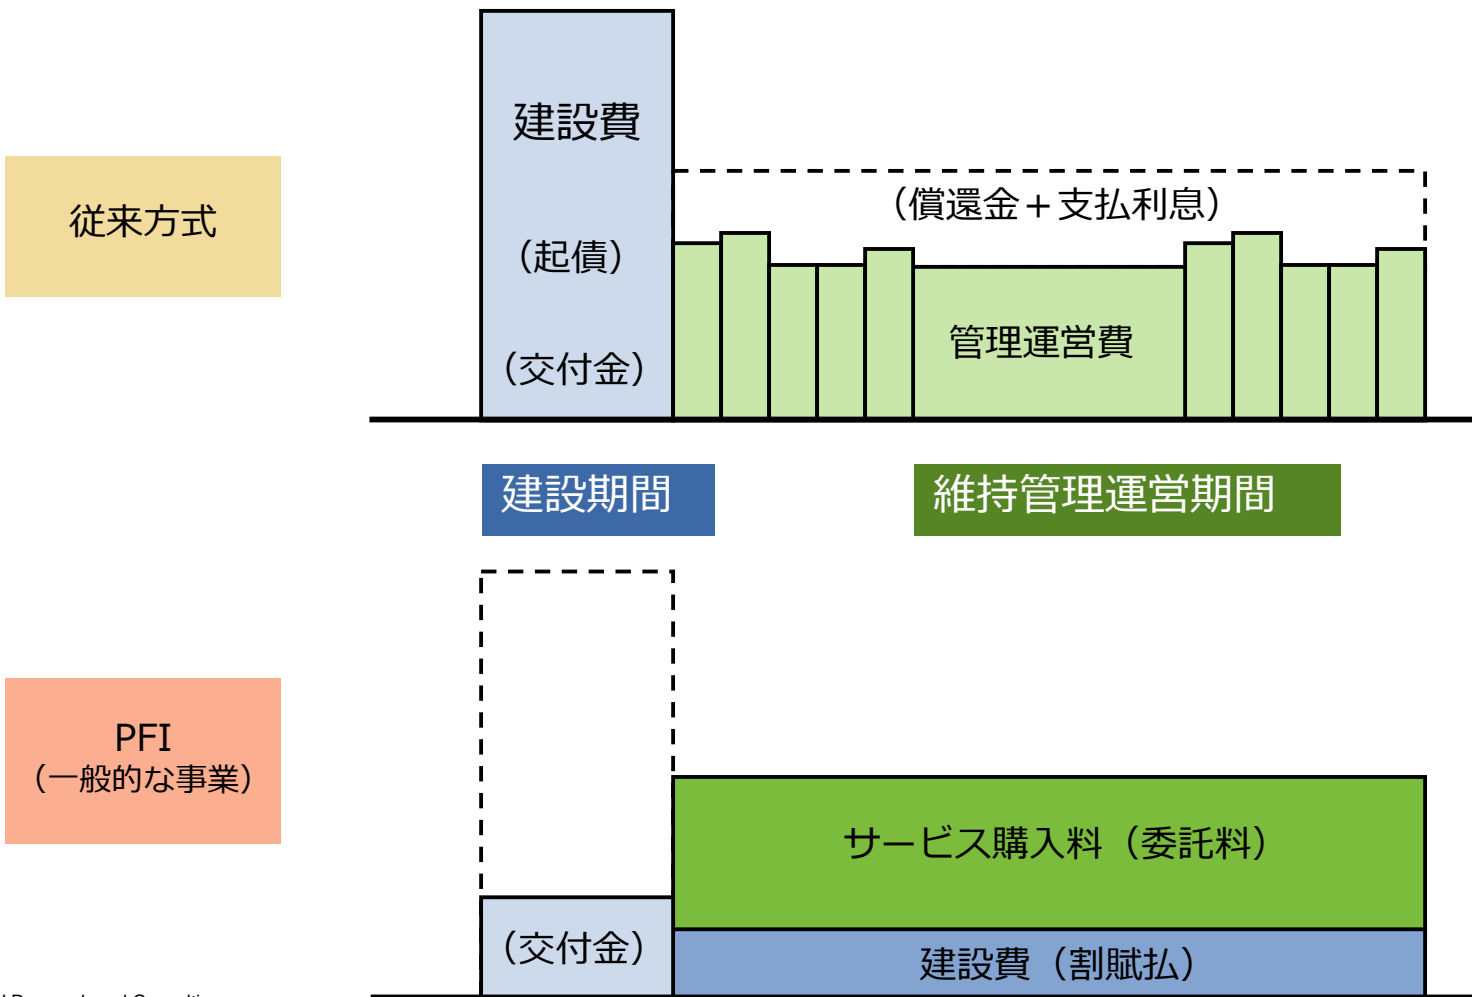 建設費
従来方式
（償還金＋支払利息）
（起債）
管理運営費
（交付金）
建設期間
維持管理運営期間
PFI
（一般的な事業）
サービス購入料（委託料）
（交付金）
建設費（割賦払）